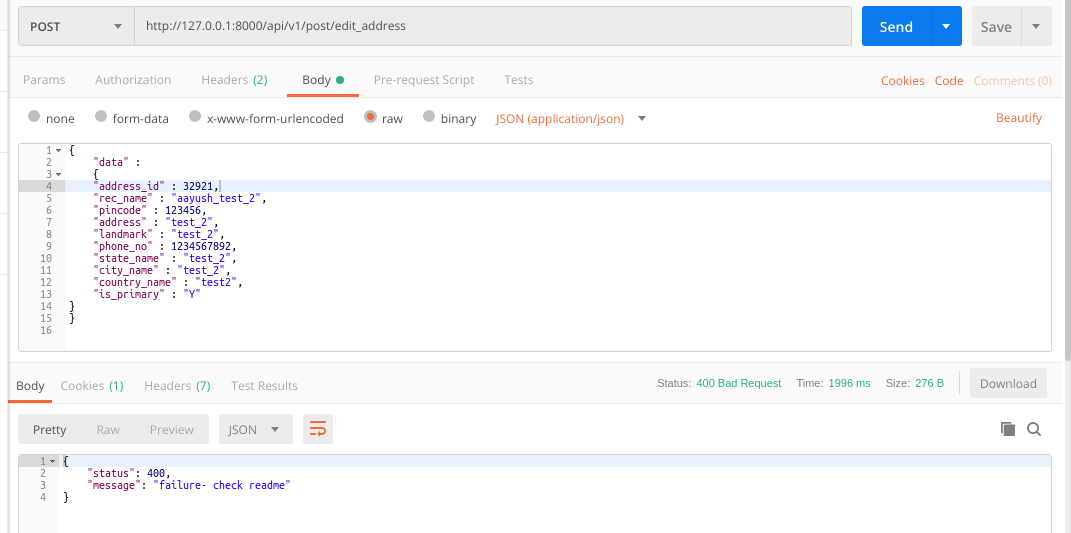 POST http://127.0.0.1:8000/api/v1/post/edit_address Send Save
Params Authorization Headers (2) Body Pre-request Script Tests Cookies Code Comments (0)
none form-data x-www-form-urlencoded raw binary JSON (application/json) Beautify
1 {
2 "data" :
3 {
4 "address_id" : 32921,
5 "rec_name" : "aayush_test_2",
6 "pincode" : 123456,
7 "address" : "test_2",
8 "landmark" : "test_2",
9 "phone_no" : 1234567892,
10 "state_name" : "test_2",
11 "city_name" : "test_2",
12 "country_name" : "test2",
13 "is_primary" : "Y"
14 }
15 }
16
Body Cookies (1) Headers (7) Test Results Status: 400 Bad Request Time: 1996 ms Size: 276 B Download
Pretty Raw Preview JSON
1 {
2 "status": 400,
3 "message": "failure- check readme"
4 }